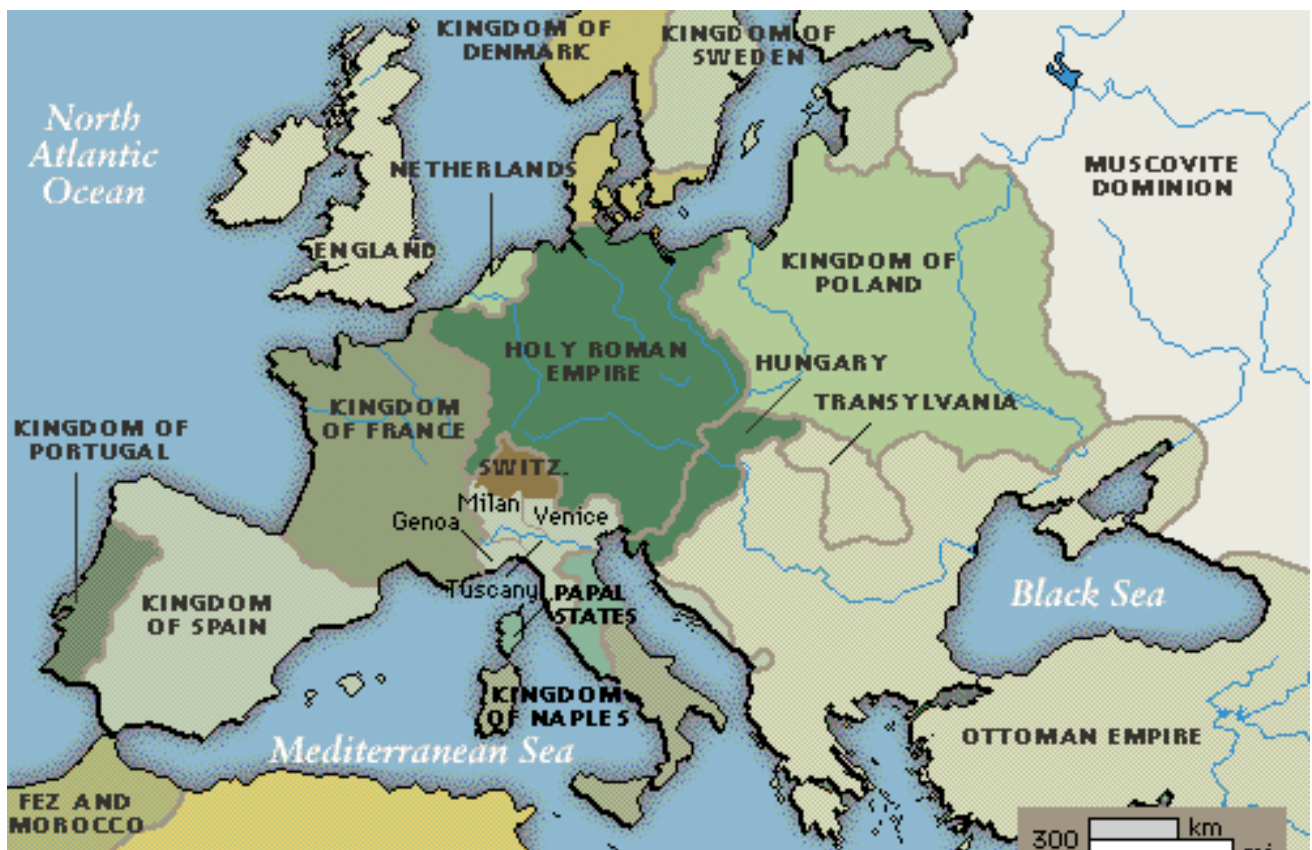 KINGDOM OF
DENMARK
KINGDOM OF
SWEDEN
North
Atlantic
Ocean
NETHERLANDS
MUSCOVITE
DOMINION
ENGLAND
KINGDOM OF
POLAND
HOLY ROMAN
EMPIRE
HUNGARY
TRANSYLVANIA
KINGDOM
OF FRANCE
KINGDOM OF
PORTUGAL
SWITZ.
Milan
Genoa
Venice
Tuscany
PAPAL
STATES
Black Sea
KINGDOM
OF SPAIN
KINGDOM
OF NAPLES
Mediterranean Sea
OTTOMAN EMPIRE
FEZ AND
MOROCCO
300 km